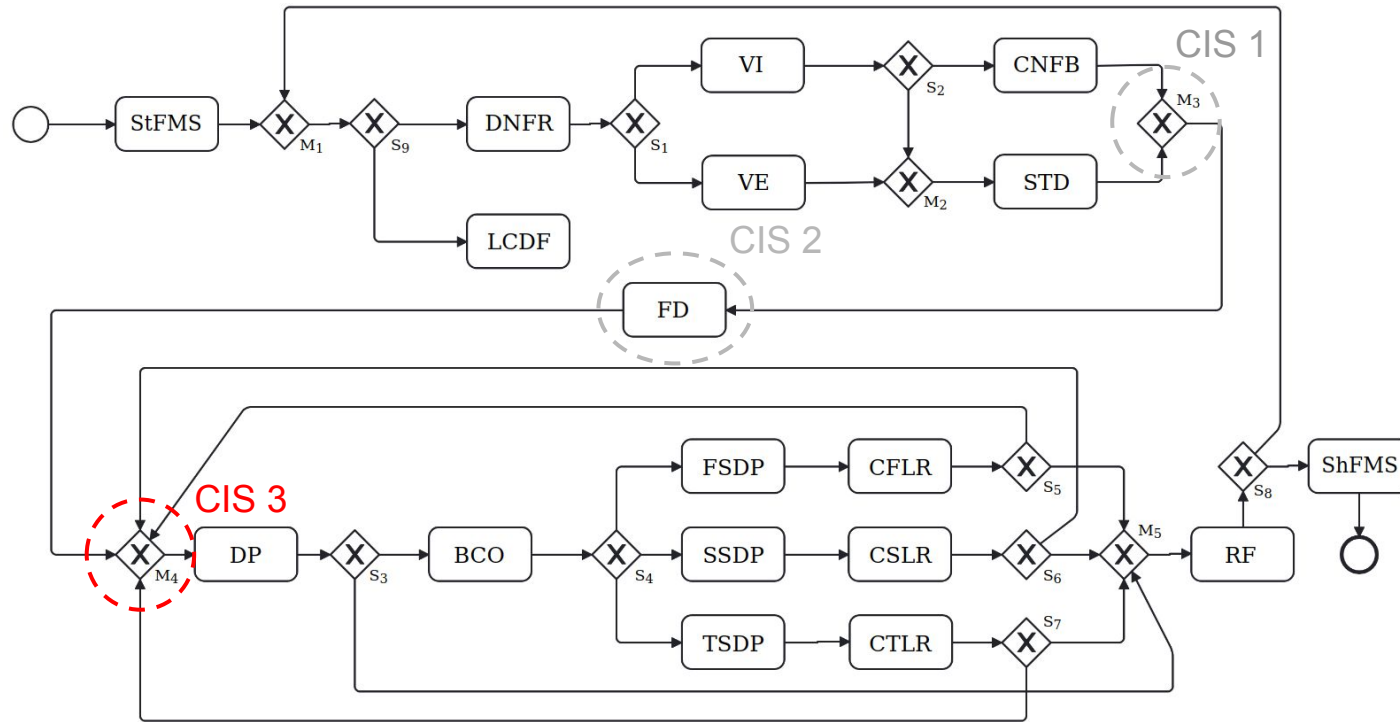 CIS 1
VI
CNFB
S2
M3
StFMS
M1
S9
DNFR
S1
VE
M2
STD
LCDF
CIS 2
FD
FSDP
CFLR
S5
S8
ShFMS
CIS 3
M4
DP
S3
BCO
S4
SSDP
CSLR
S6
M5
RF
TSDP
CTLR
S7